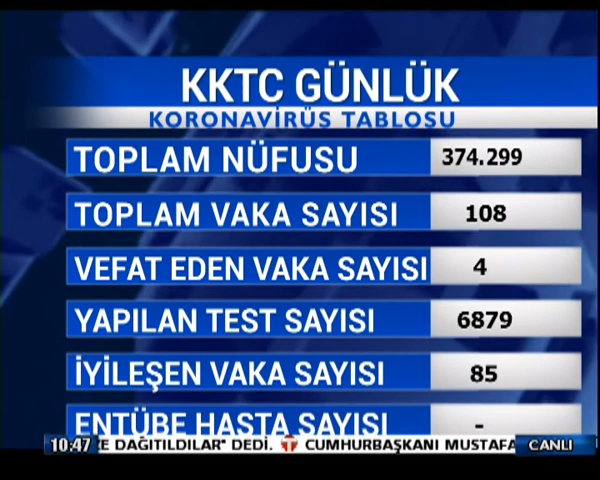 KKTC GÜNLÜK
KORONAVİRÜS TABLOSU
TOPLAM NÜFUSU 374.299
TOPLAM VAKA SAYISI 108
VEFAT EDEN VAKA SAYISI 4
YAPILAN TEST SAYISI 6879
İYİLEŞEN VAKA SAYISI 85
ENTÜBE HASTA SAYISI -
10:47 ZE DAĞITILDILAR" DEDİ. CUMHURBAŞKANI MUSTAFA CANLI